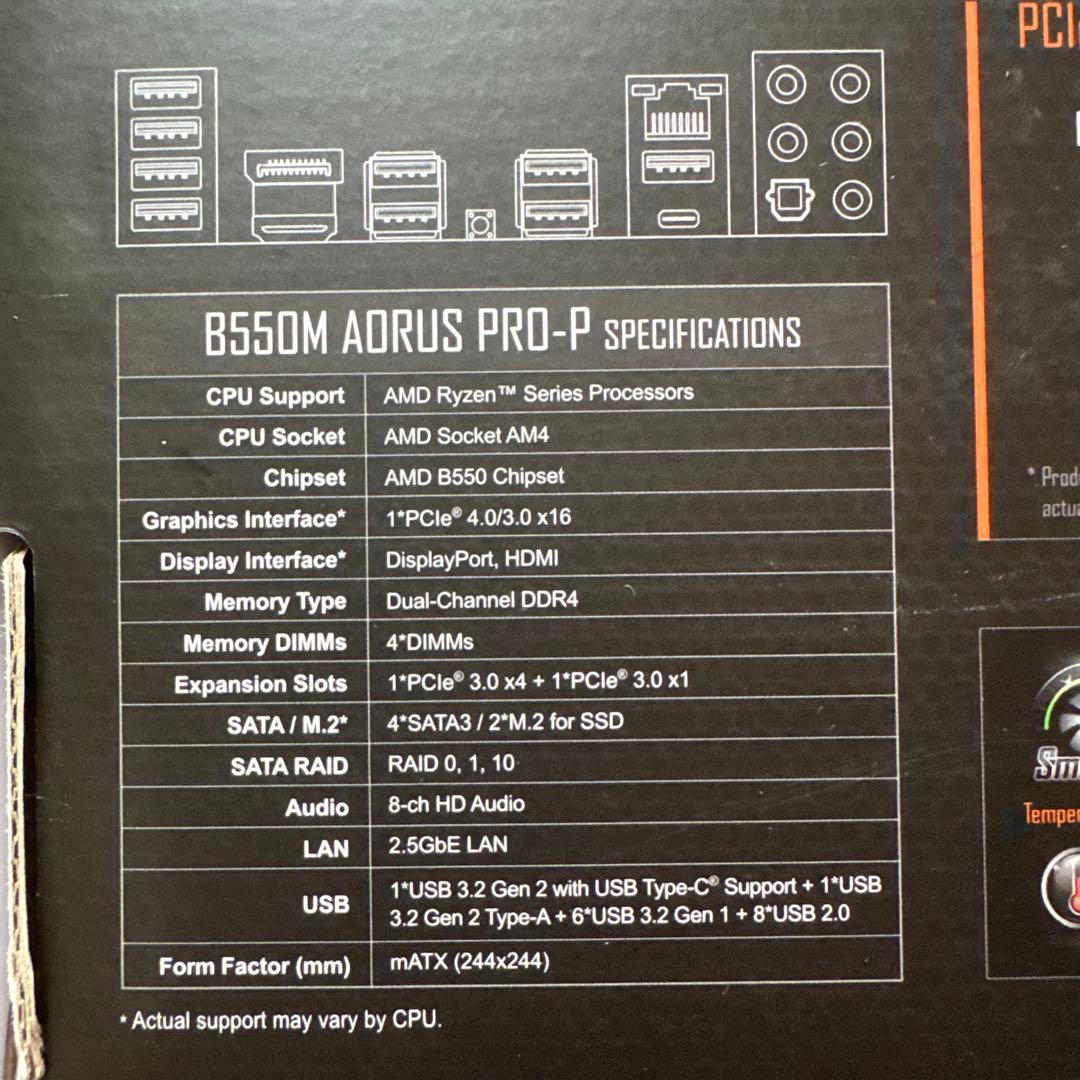 PCI
B550M AORUS PRO-P SPECIFICATIONS
CPU Support AMD Ryzen™ Series Processors
CPU Socket AMD Socket AM4
Chipset AMD B550 Chipset
Graphics Interface* 1*PCIe® 4.0/3.0 x16
Display Interface* DisplayPort, HDMI
Memory Type Dual-Channel DDR4
Memory DIMMs 4*DIMMs
Expansion Slots 1*PCIe® 3.0 x4 + 1*PCIe® 3.0 x1
SATA / M.2* 4*SATA3 / 2*M.2 for SSD
SATA RAID RAID 0, 1, 10
Audio 8-ch HD Audio
LAN 2.5GbE LAN
USB 1*USB 3.2 Gen 2 with USB Type-C® Support + 1*USB
3.2 Gen 2 Type-A + 6*USB 3.2 Gen 1 + 8*USB 2.0
Form Factor (mm) mATX (244x244)
* Actual support may vary by CPU.
* Prod
actu
Sm
Temper